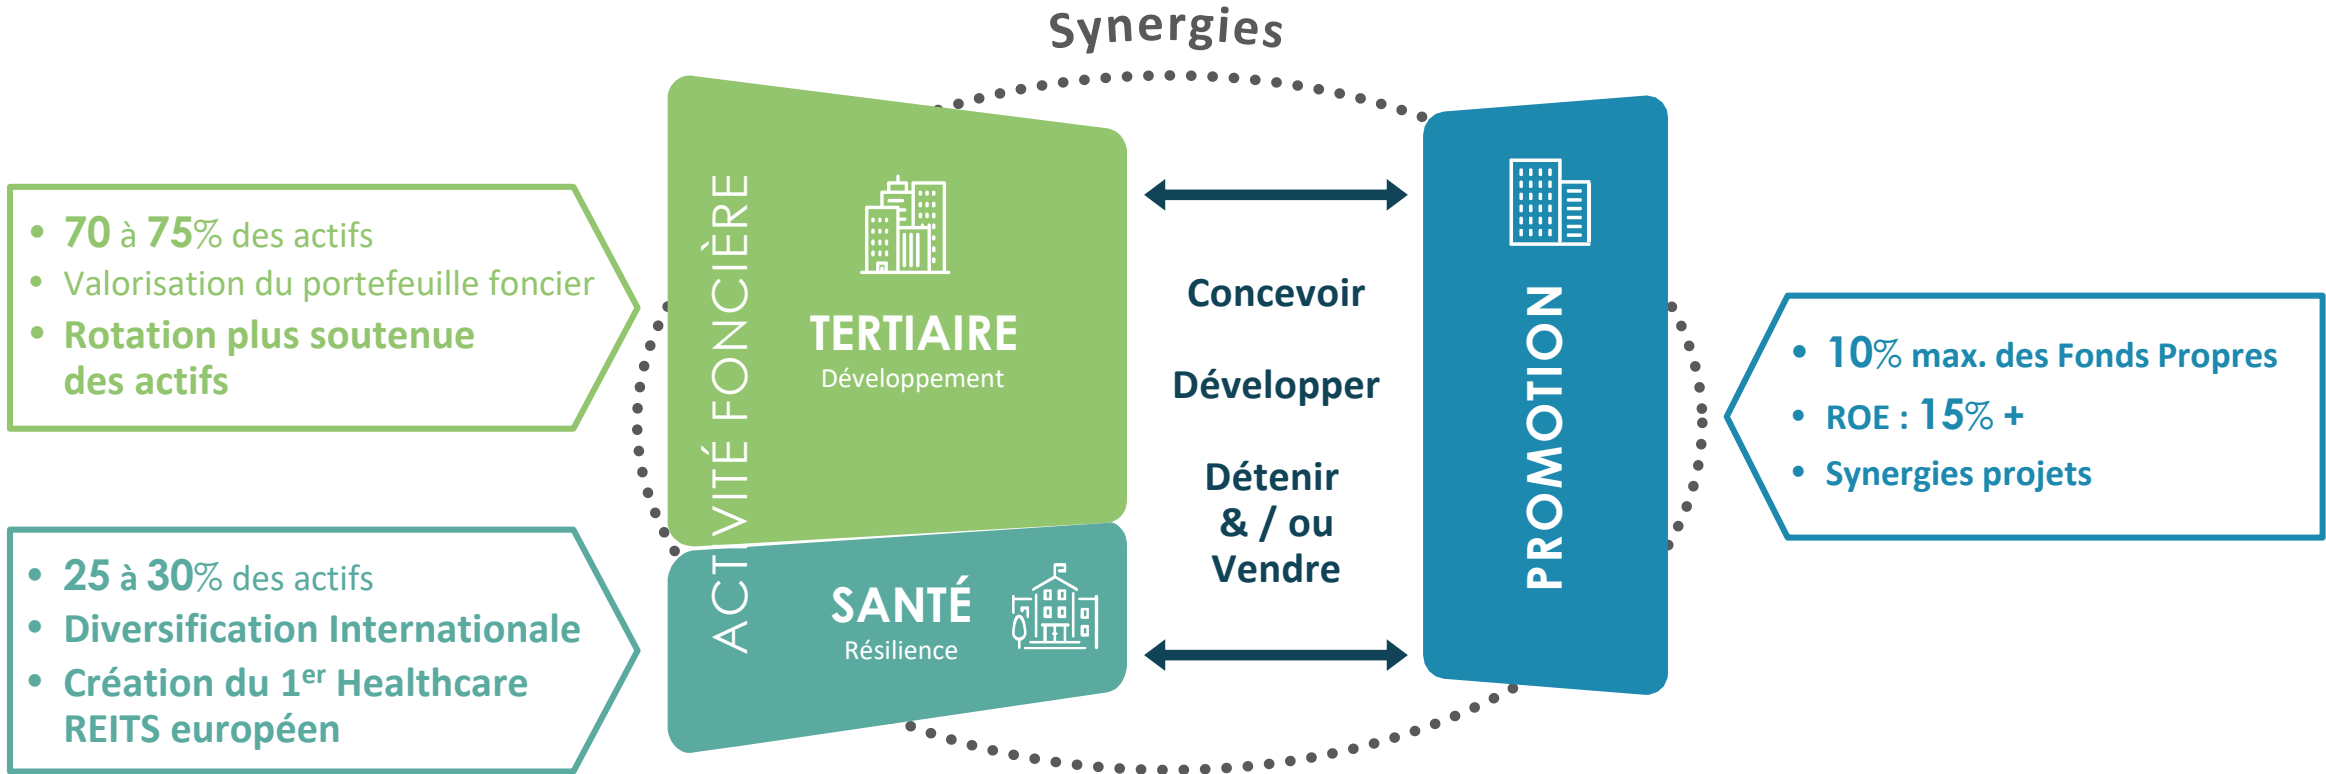 Synergies
• 70 à 75% des actifs
• Valorisation du portefeuille foncier
• Rotation plus soutenue
des actifs
• 25 à 30% des actifs
• Diversification Internationale
• Création du 1er Healthcare
REITS européen
ACTIVITÉ FONCIÈRE
TERTIAIRE
Développement
SANTÉ
Résilience
Concevoir
Développer
Détenir
& / ou
Vendre
PROMOTION
• 10% max. des Fonds Propres
• ROE : 15% +
• Synergies projets